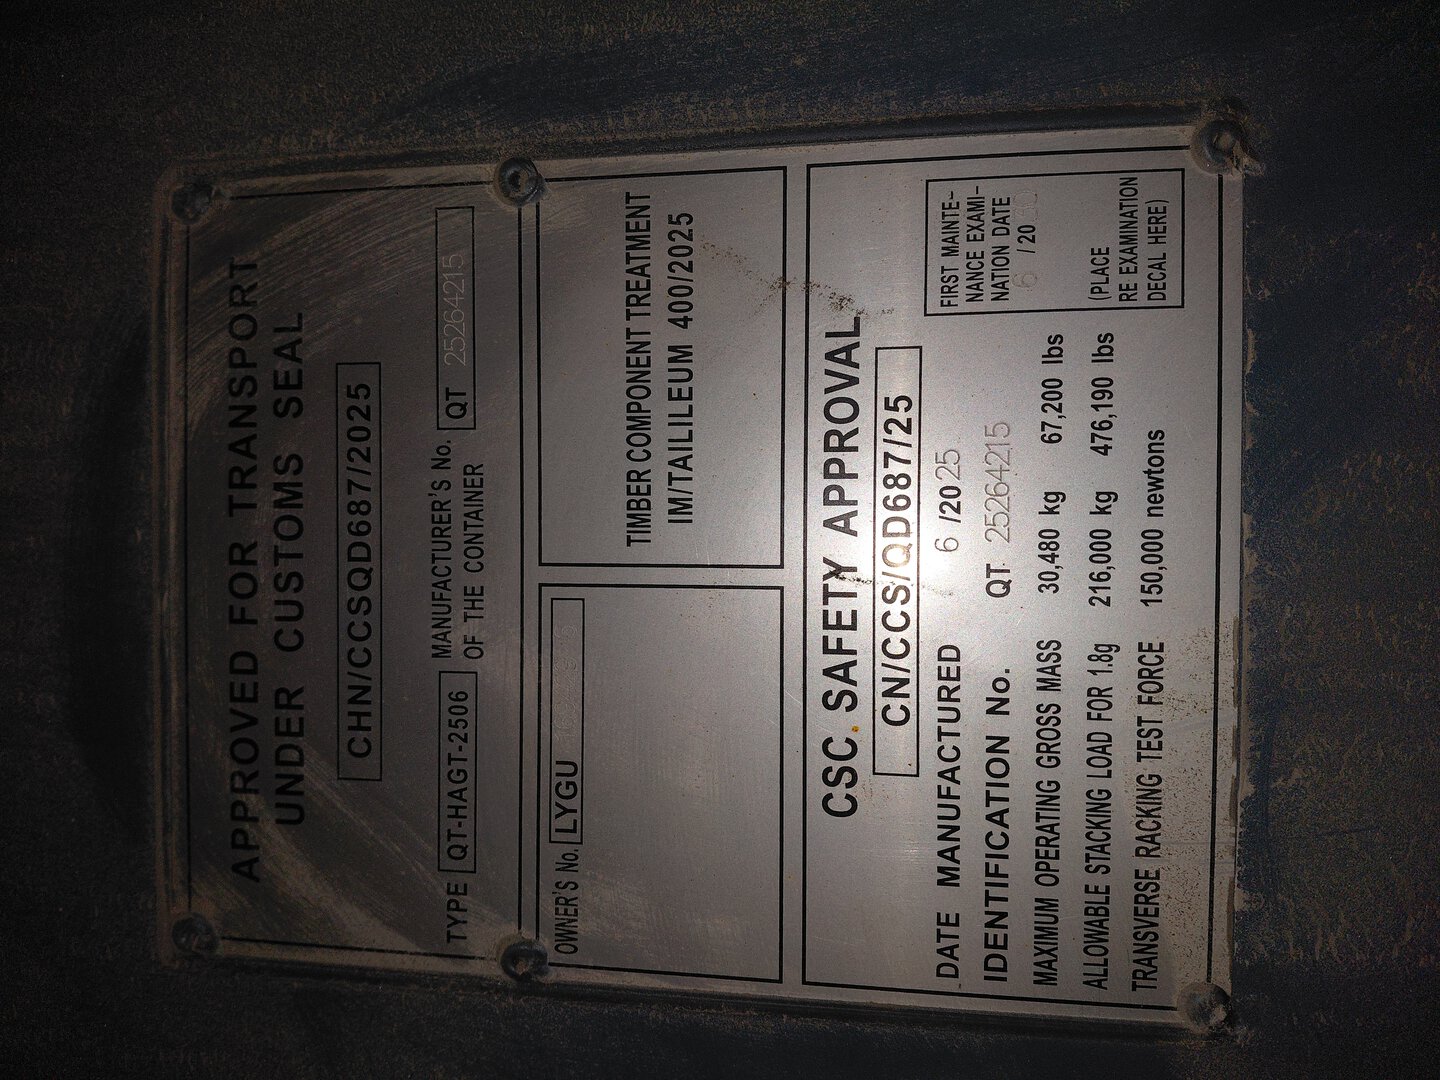 APPROVED FOR TRANSPORT
UNDER CUSTOMS SEAL
CHN/CCSQD687/2025
TYPE QT-HAGT-2506 MANUFACTURER'S No. QT 25264215
OF THE CONTAINER
OWNER'S No. LYGU
TIMBER COMPONENT TREATMENT
IM/TAILILEUM 400/2025
CSC. SAFETY APPROVAL
CN/CCS/QD687/25
DATE MANUFACTURED 6 /2025
IDENTIFICATION No. QT 25264215
MAXIMUM OPERATING GROSS MASS 30,480 kg 67,200 lbs
ALLOWABLE STACKING LOAD FOR 1.8g 216,000 kg 476,190 lbs
TRANSVERSE RACKING TEST FORCE 150,000 newtons
FIRST MAINTE-
NANCE EXAMI-
NATION DATE
6 /20
(PLACE
RE EXAMINATION
DECAL HERE)